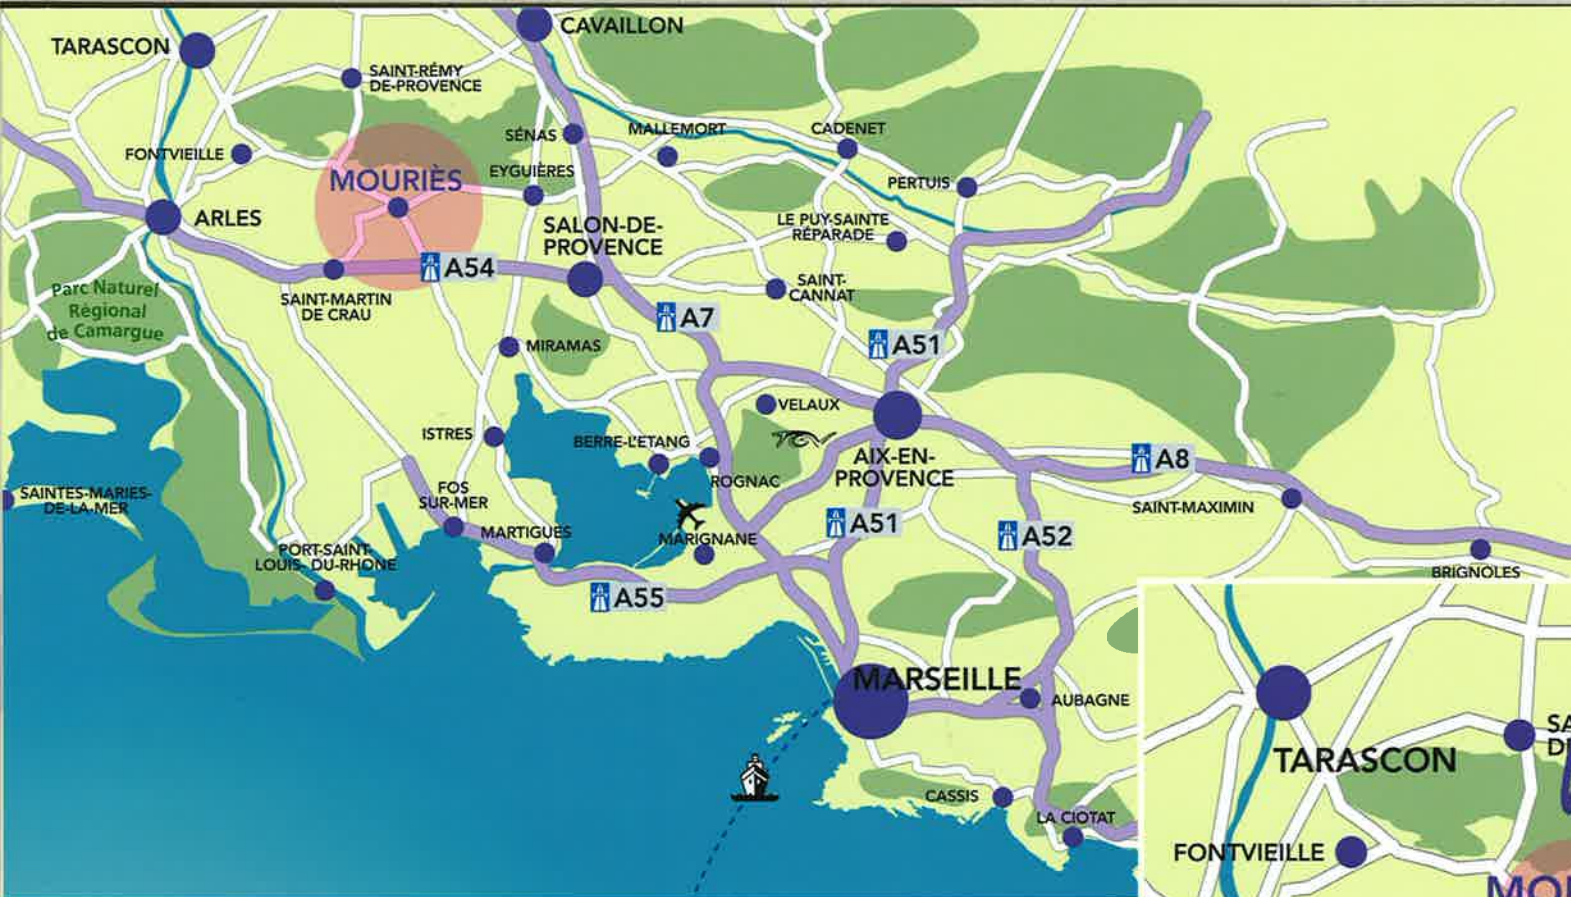 CAVAILLON
TARASCON
SAINT-RÉMY
DE-PROVENCE
SÉNAS
MALLEMORT
CADENET
FONTVIEILLE
EYGUIÈRES
MOURIÈS
PERTUIS
ARLES
SALON-DE-
PROVENCE
LE PUY-SAINTE
RÉPARADE
A54
SAINT-MARTIN
DE CRAU
SAINT-
CANNAT
Parc Naturel
Régional
de Camargue
A7
A51
MIRAMAS
VELAUX
ISTRES
BERRE-L'ETANG
AIX-EN-
PROVENCE
A8
ROGNAC
SAINTES-MARIES-
DE-LA-MER
FOS
SUR-MER
SAINT-MAXIMIN
MARTIGUES
MARIGNANE
A51
A52
PORT-SAINT-
LOUIS- DU-RHONE
BRIGNOLES
A55
MARSEILLE
AUBAGNE
CASSIS
LA CIOTAT
TARASCON
SA
DE
FONTVIEILLE
MOU